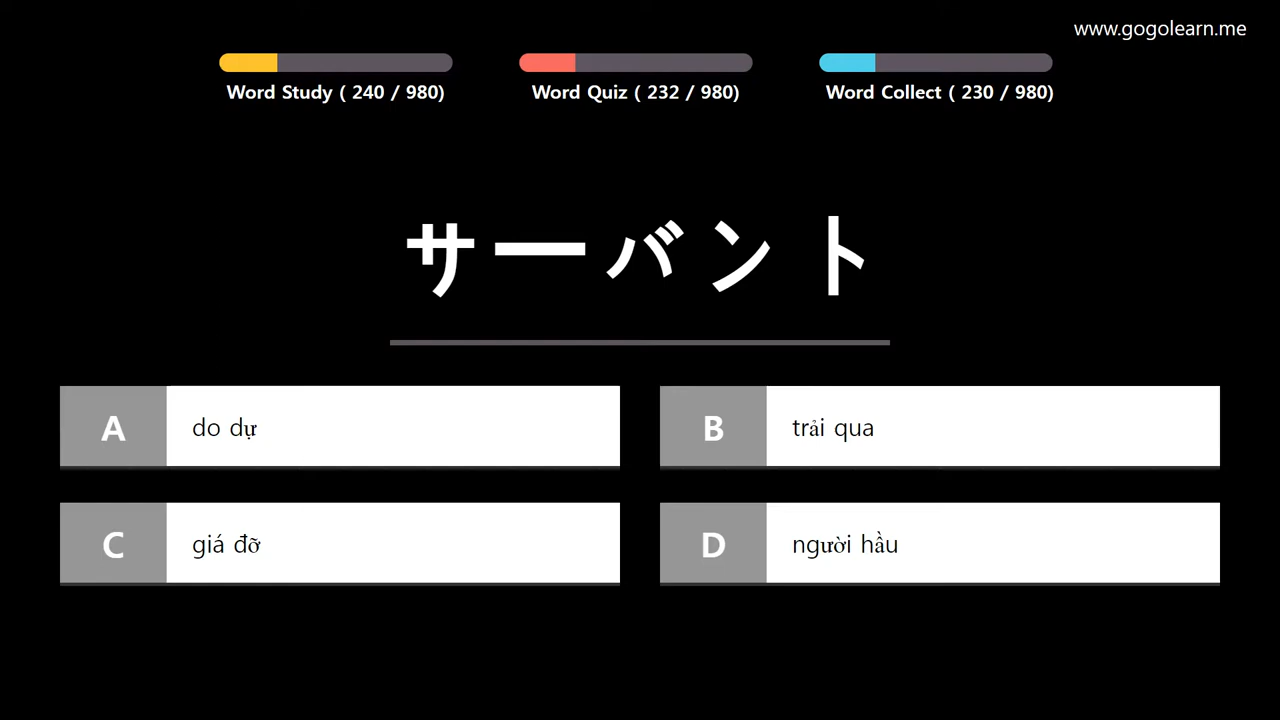 www.gogolearn.me
Word Study ( 240 / 980)
Word Quiz ( 232 / 980)
Word Collect ( 230 / 980)
サーバント
A do dự
B trải qua
C giá đỡ
D người hầu